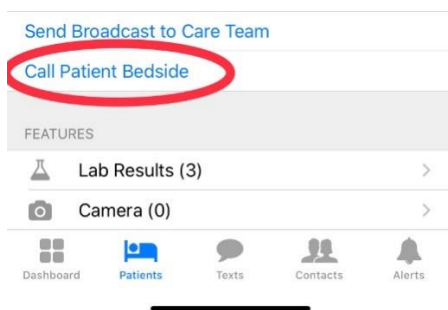 Send Broadcast to Care Team
Call Patient Bedside
FEATURES
Lab Results (3)
Camera (0)
Dashboard Patients Texts Contacts Alerts